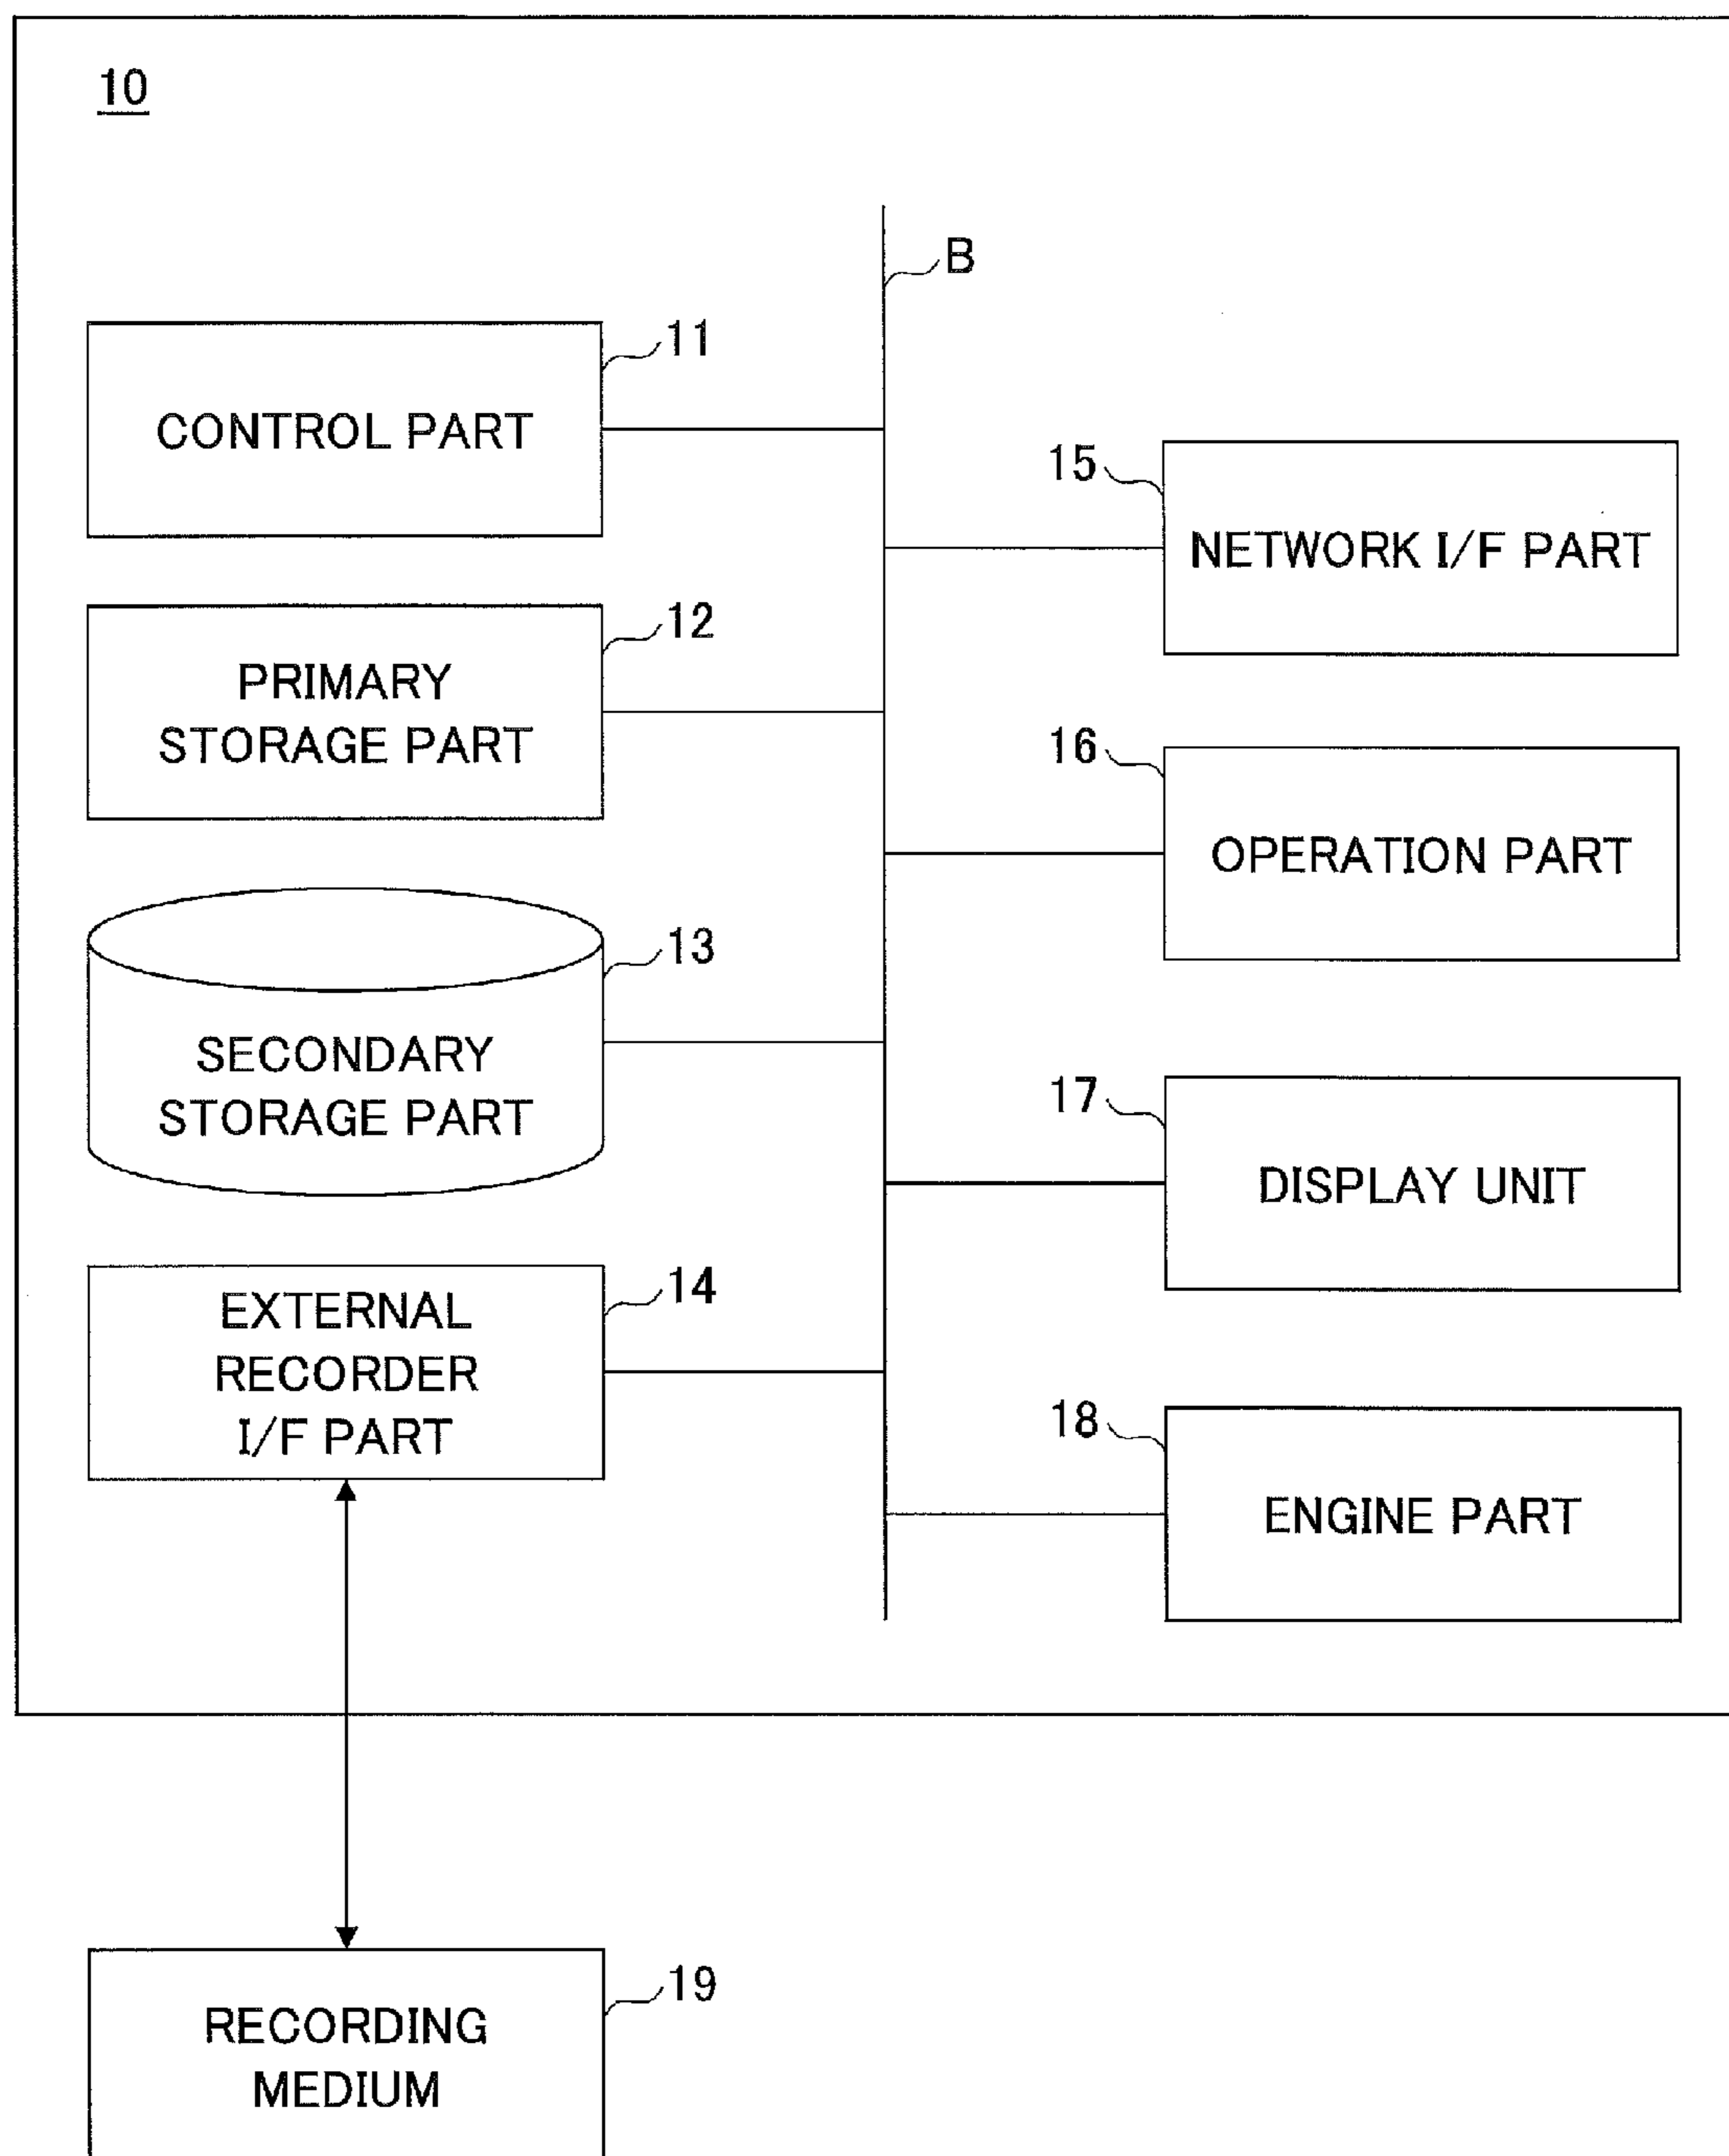 10
B
11
CONTROL PART
12
PRIMARY
STORAGE PART
13
SECONDARY
STORAGE PART
14
EXTERNAL
RECORDER
I/F PART
15
NETWORK I/F PART
16
OPERATION PART
17
DISPLAY UNIT
18
ENGINE PART
19
RECORDING
MEDIUM